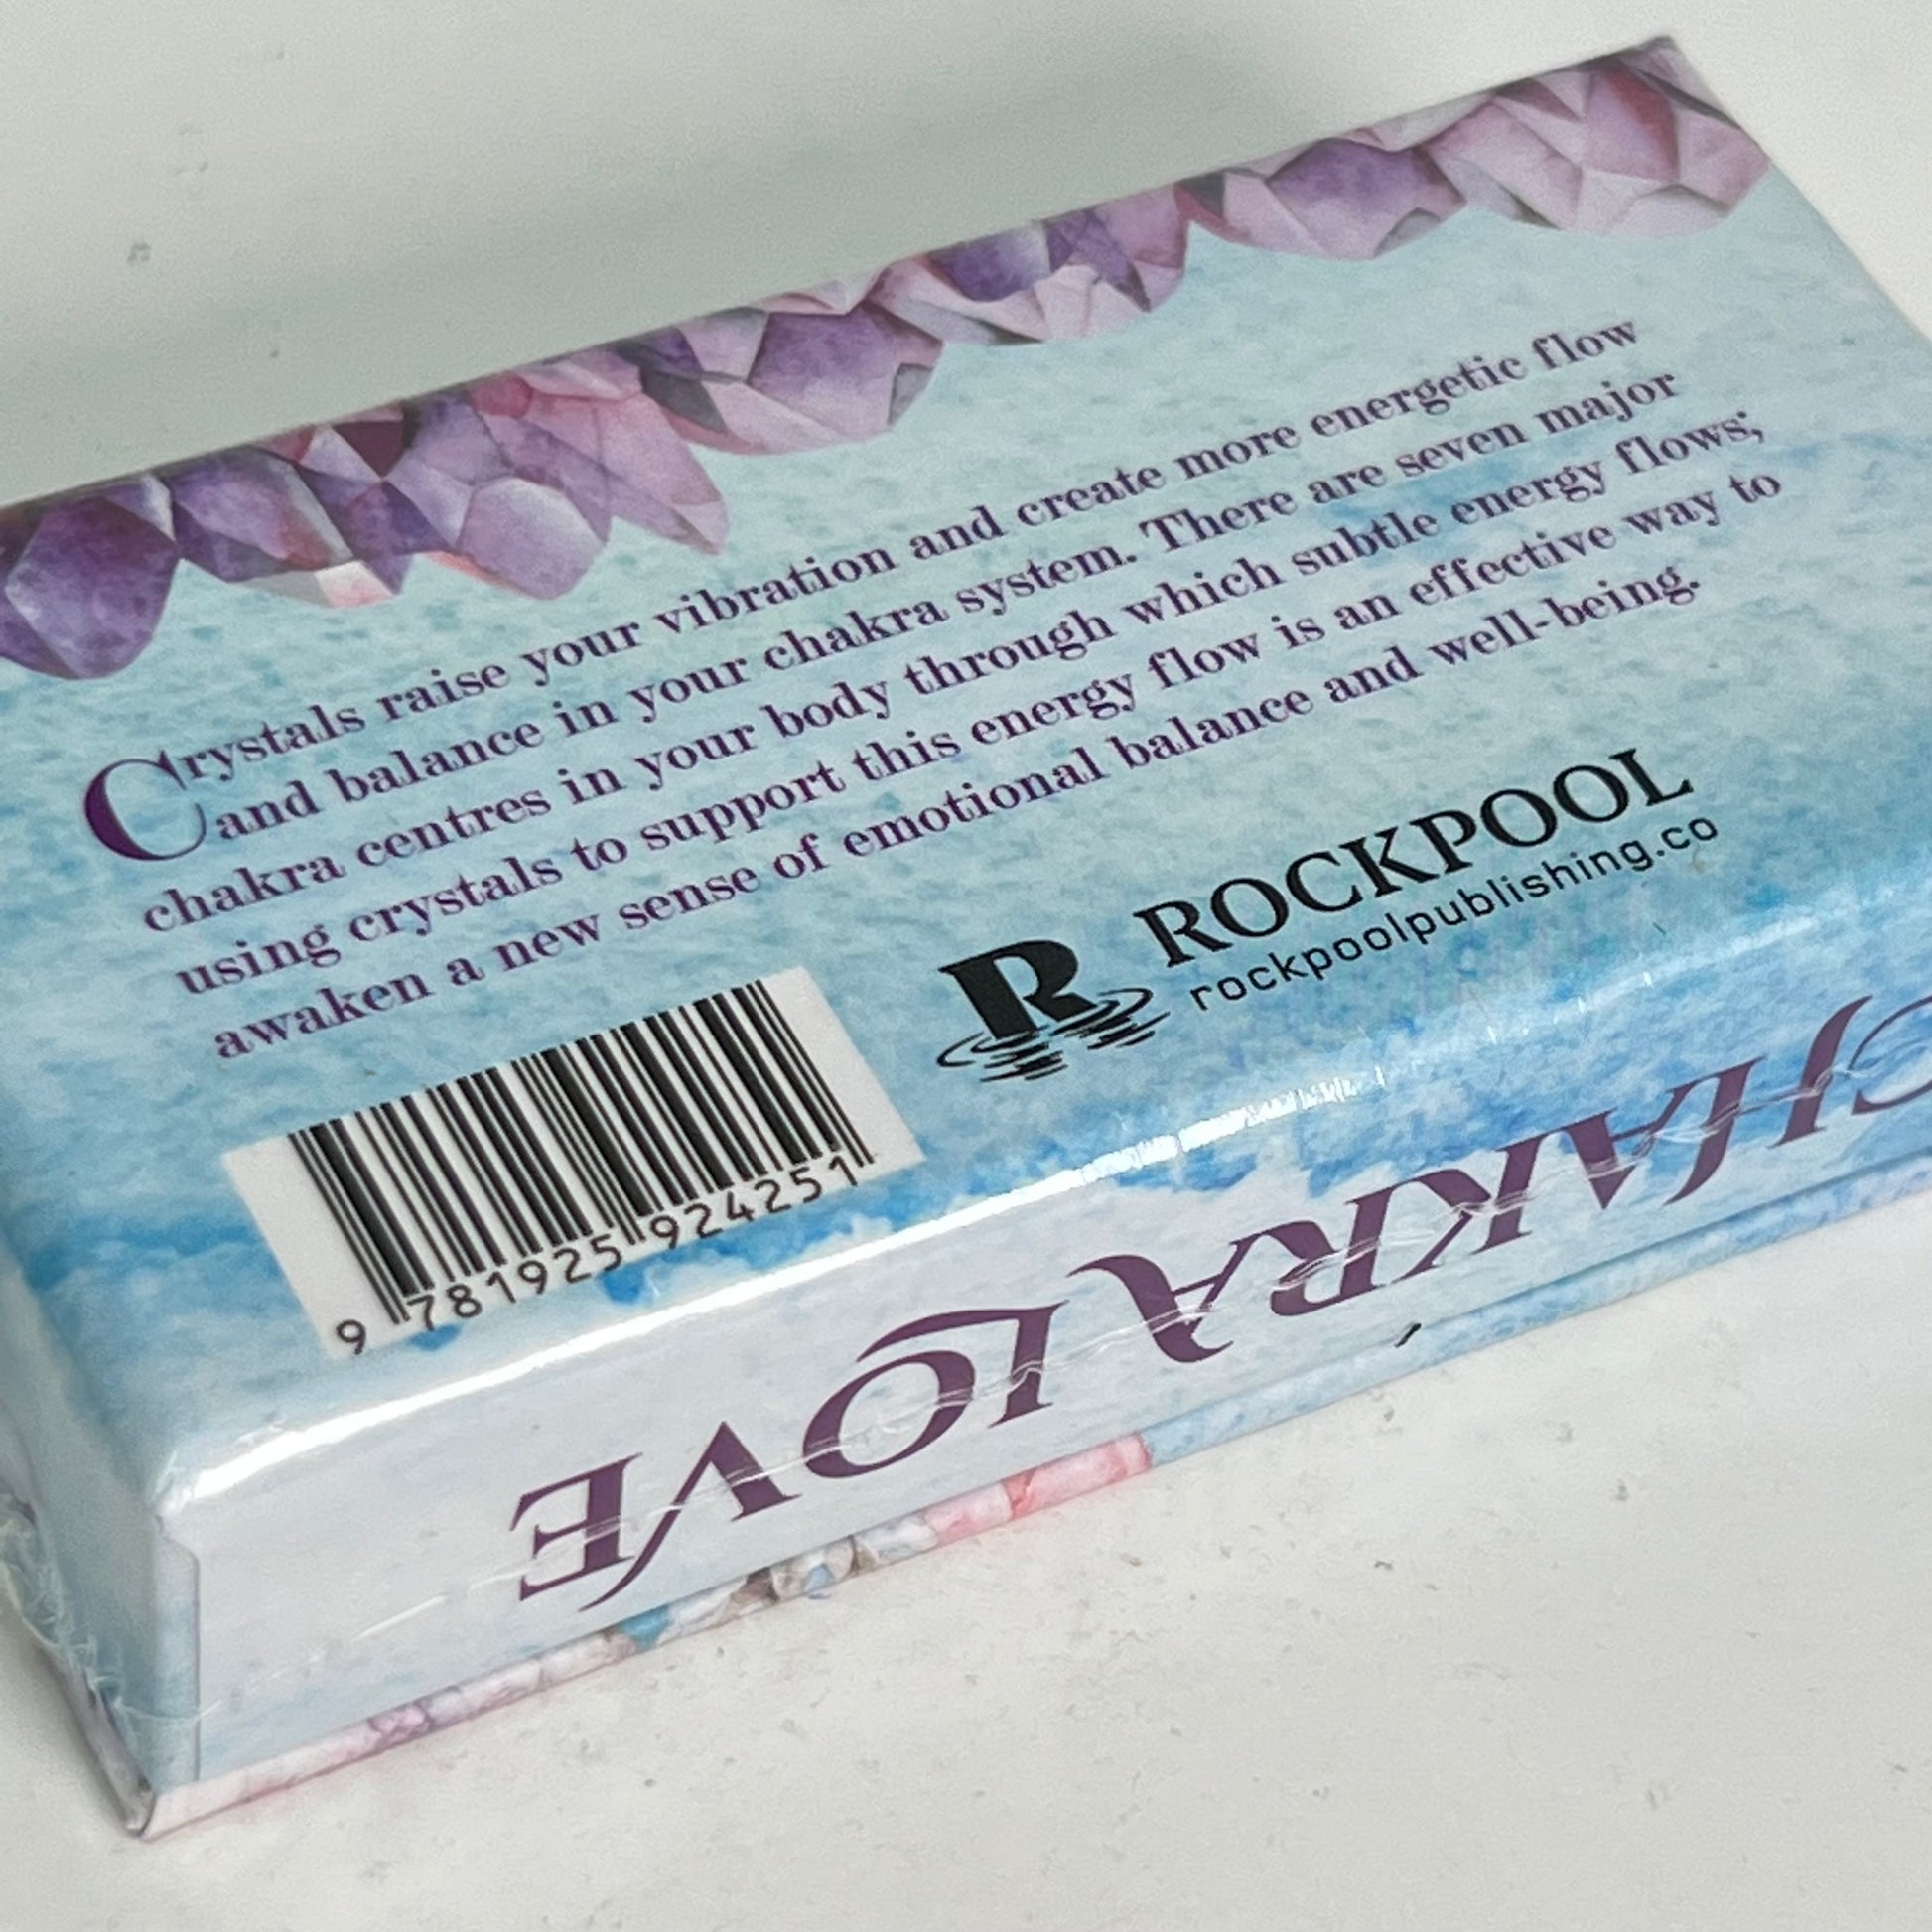 Crystals raise your vibration and create more energetic flow
and balance in your chakra system. There are seven major
chakra centres in your body through which subtle energy flows;
using crystals to support this energy flow is an effective way to
awaken a new sense of emotional balance and well-being.
R ROCKPOOL
rockpoolpublishing.co
9 781925 924251
CHAKRA LOVE